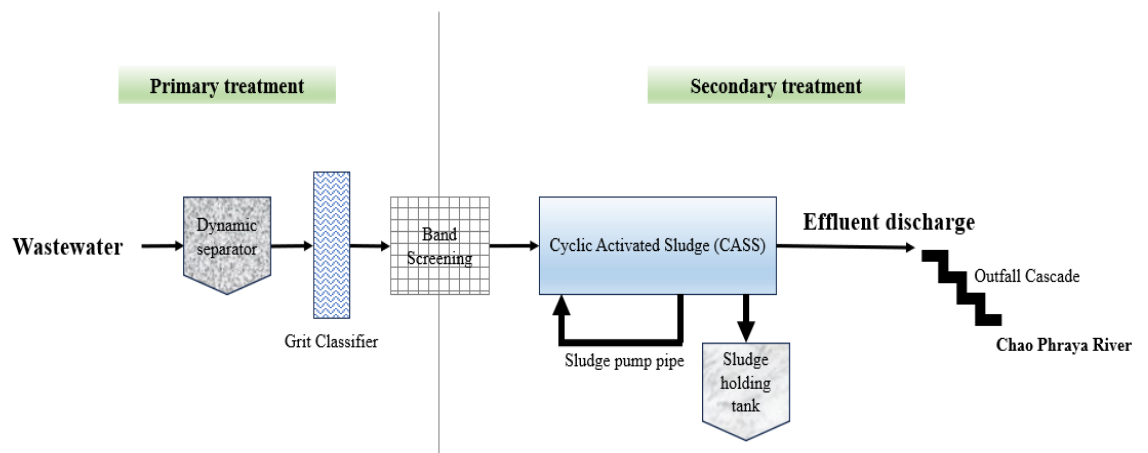 Primary treatment
Secondary treatment
Wastewater
Dynamic
separator
Grit Classifier
Band
Screening
Cyclic Activated Sludge (CASS)
Effluent discharge
Outfall Cascade
Chao Phraya River
Sludge pump pipe
Sludge
holding
tank